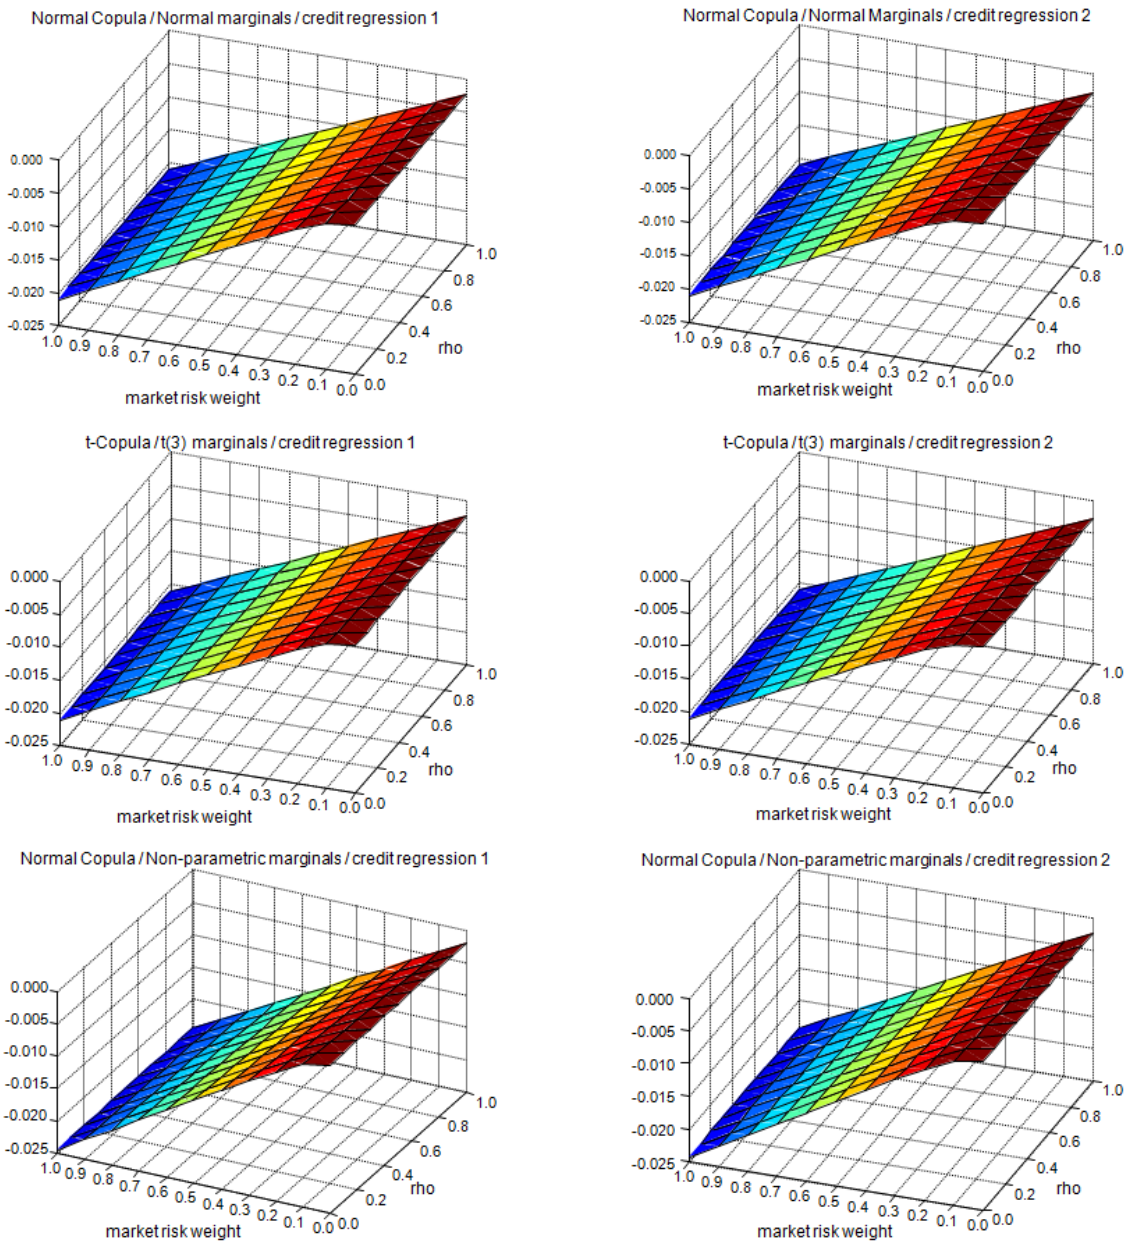 Normal Copula / Normal marginals / credit regression 1
0.000
-0.005
-0.010
-0.015
-0.020
-0.025
1.0 0.9 0.8 0.7 0.6 0.5 0.4 0.3 0.2 0.1 0.0
market risk weight
0.0 0.2 0.4 0.6 0.8 1.0
rho
Normal Copula / Normal Marginals / credit regression 2
0.000
-0.005
-0.010
-0.015
-0.020
-0.025
1.0 0.9 0.8 0.7 0.6 0.5 0.4 0.3 0.2 0.1 0.0
market risk weight
0.0 0.2 0.4 0.6 0.8 1.0
rho
t-Copula / t(3) marginals / credit regression 1
0.000
-0.005
-0.010
-0.015
-0.020
-0.025
1.0 0.9 0.8 0.7 0.6 0.5 0.4 0.3 0.2 0.1 0.0
market risk weight
0.0 0.2 0.4 0.6 0.8 1.0
rho
t-Copula / t(3) marginals / credit regression 2
0.000
-0.005
-0.010
-0.015
-0.020
-0.025
1.0 0.9 0.8 0.7 0.6 0.5 0.4 0.3 0.2 0.1 0.0
market risk weight
0.0 0.2 0.4 0.6 0.8 1.0
rho
Normal Copula / Non-parametric marginals / credit regression 1
0.000
-0.005
-0.010
-0.015
-0.020
-0.025
1.0 0.9 0.8 0.7 0.6 0.5 0.4 0.3 0.2 0.1 0.0
market risk weight
0.0 0.2 0.4 0.6 0.8 1.0
rho
Normal Copula / Non-parametric marginals / credit regression 2
0.000
-0.005
-0.010
-0.015
-0.020
-0.025
1.0 0.9 0.8 0.7 0.6 0.5 0.4 0.3 0.2 0.1 0.0
market risk weight
0.0 0.2 0.4 0.6 0.8 1.0
rho